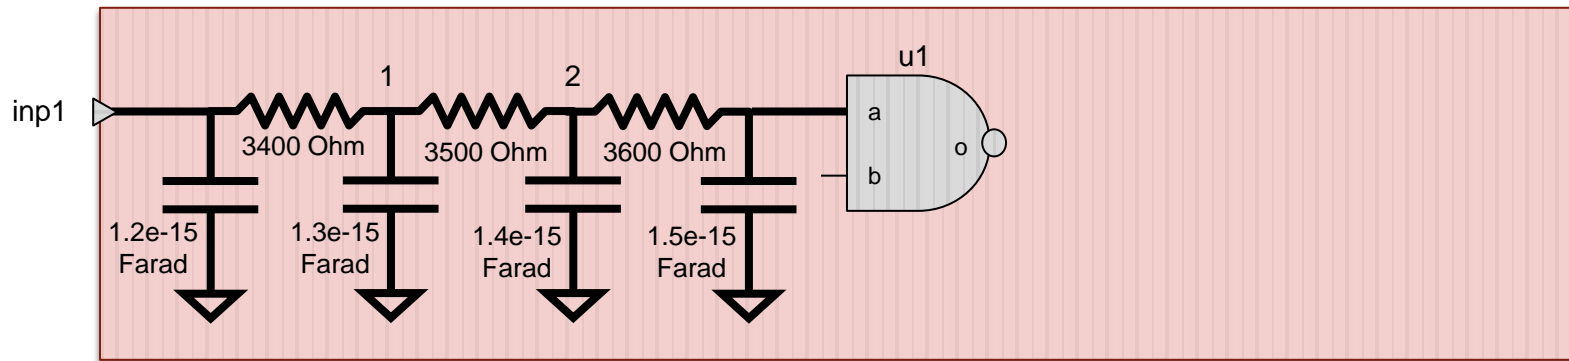 u1
1
2
inp1
a
3400 Ohm
3500 Ohm
3600 Ohm
o
b
1.2e-15
Farad
1.3e-15
Farad
1.4e-15
Farad
1.5e-15
Farad